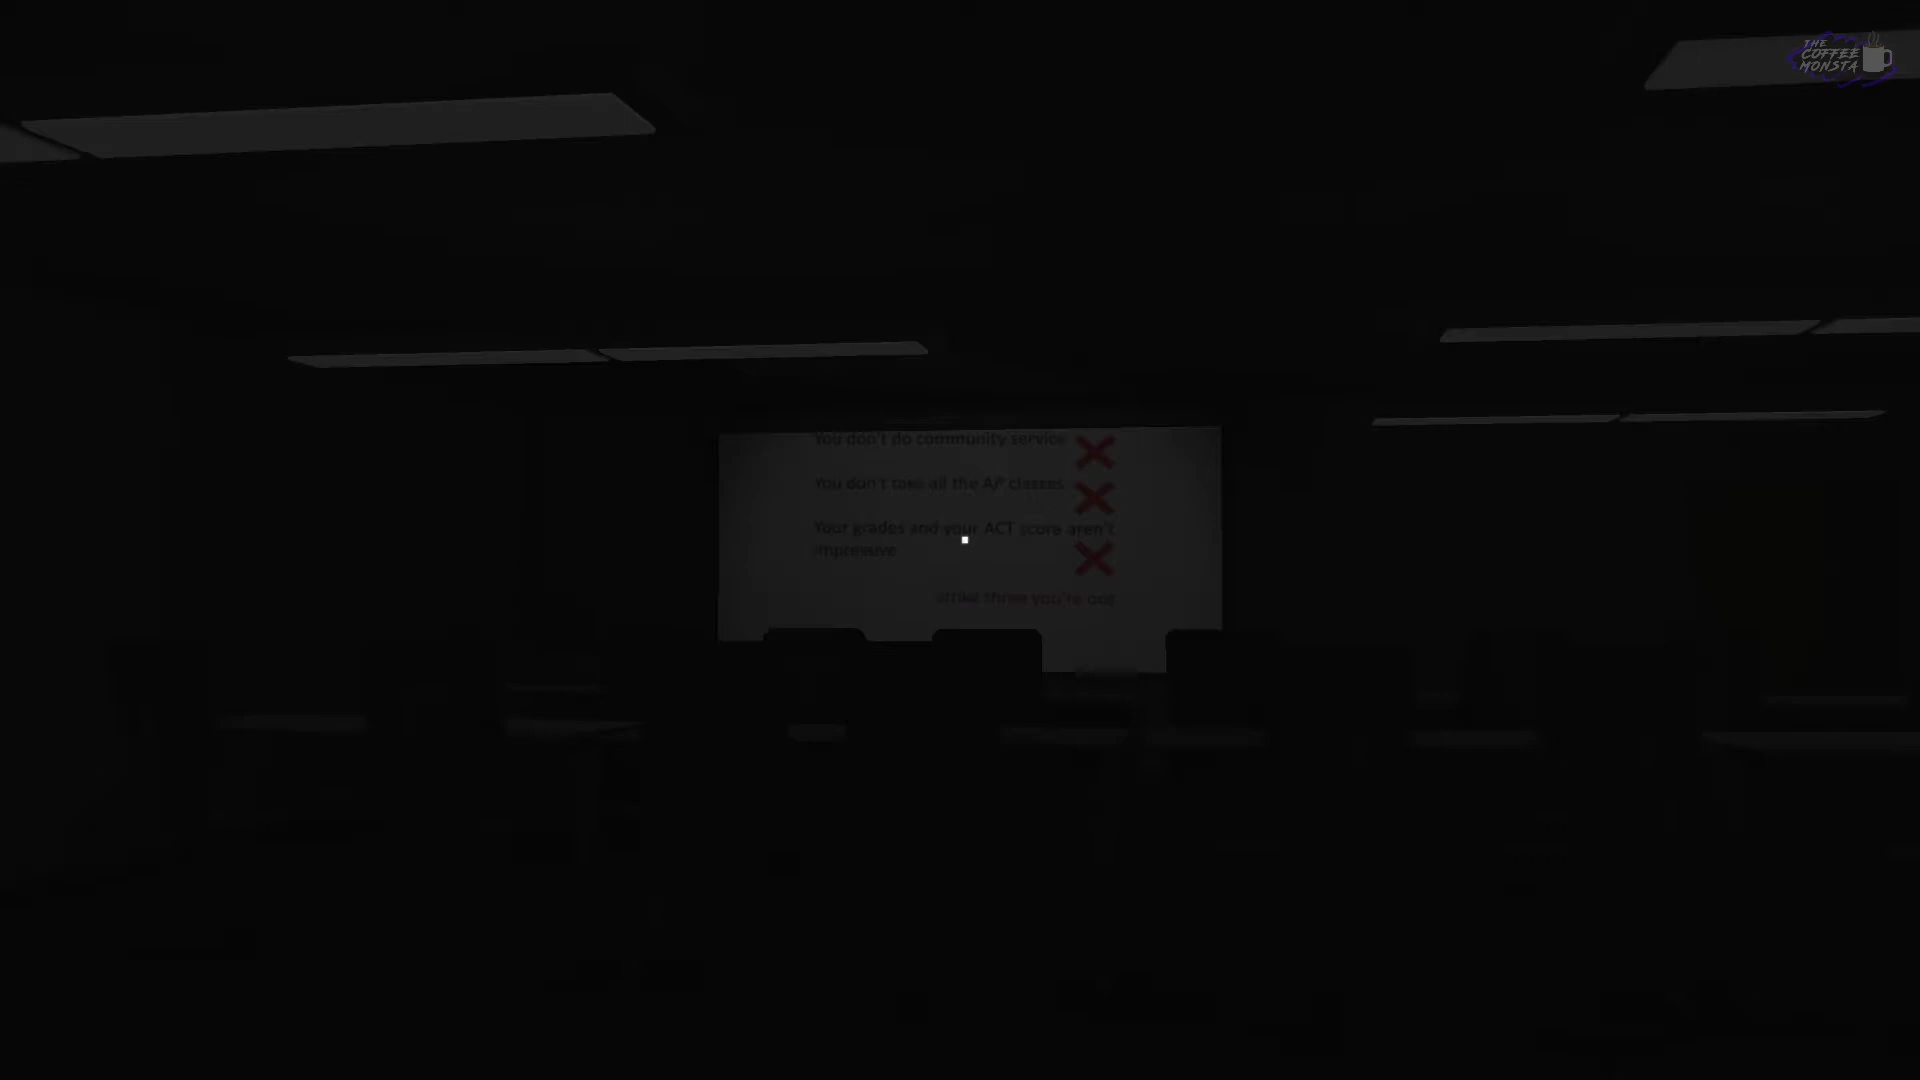 THE
COFFEE
MONSTA
You don't do community service
You don't take all the AP classes
Your grades and your ACT score aren't
impressive
strike three you're out